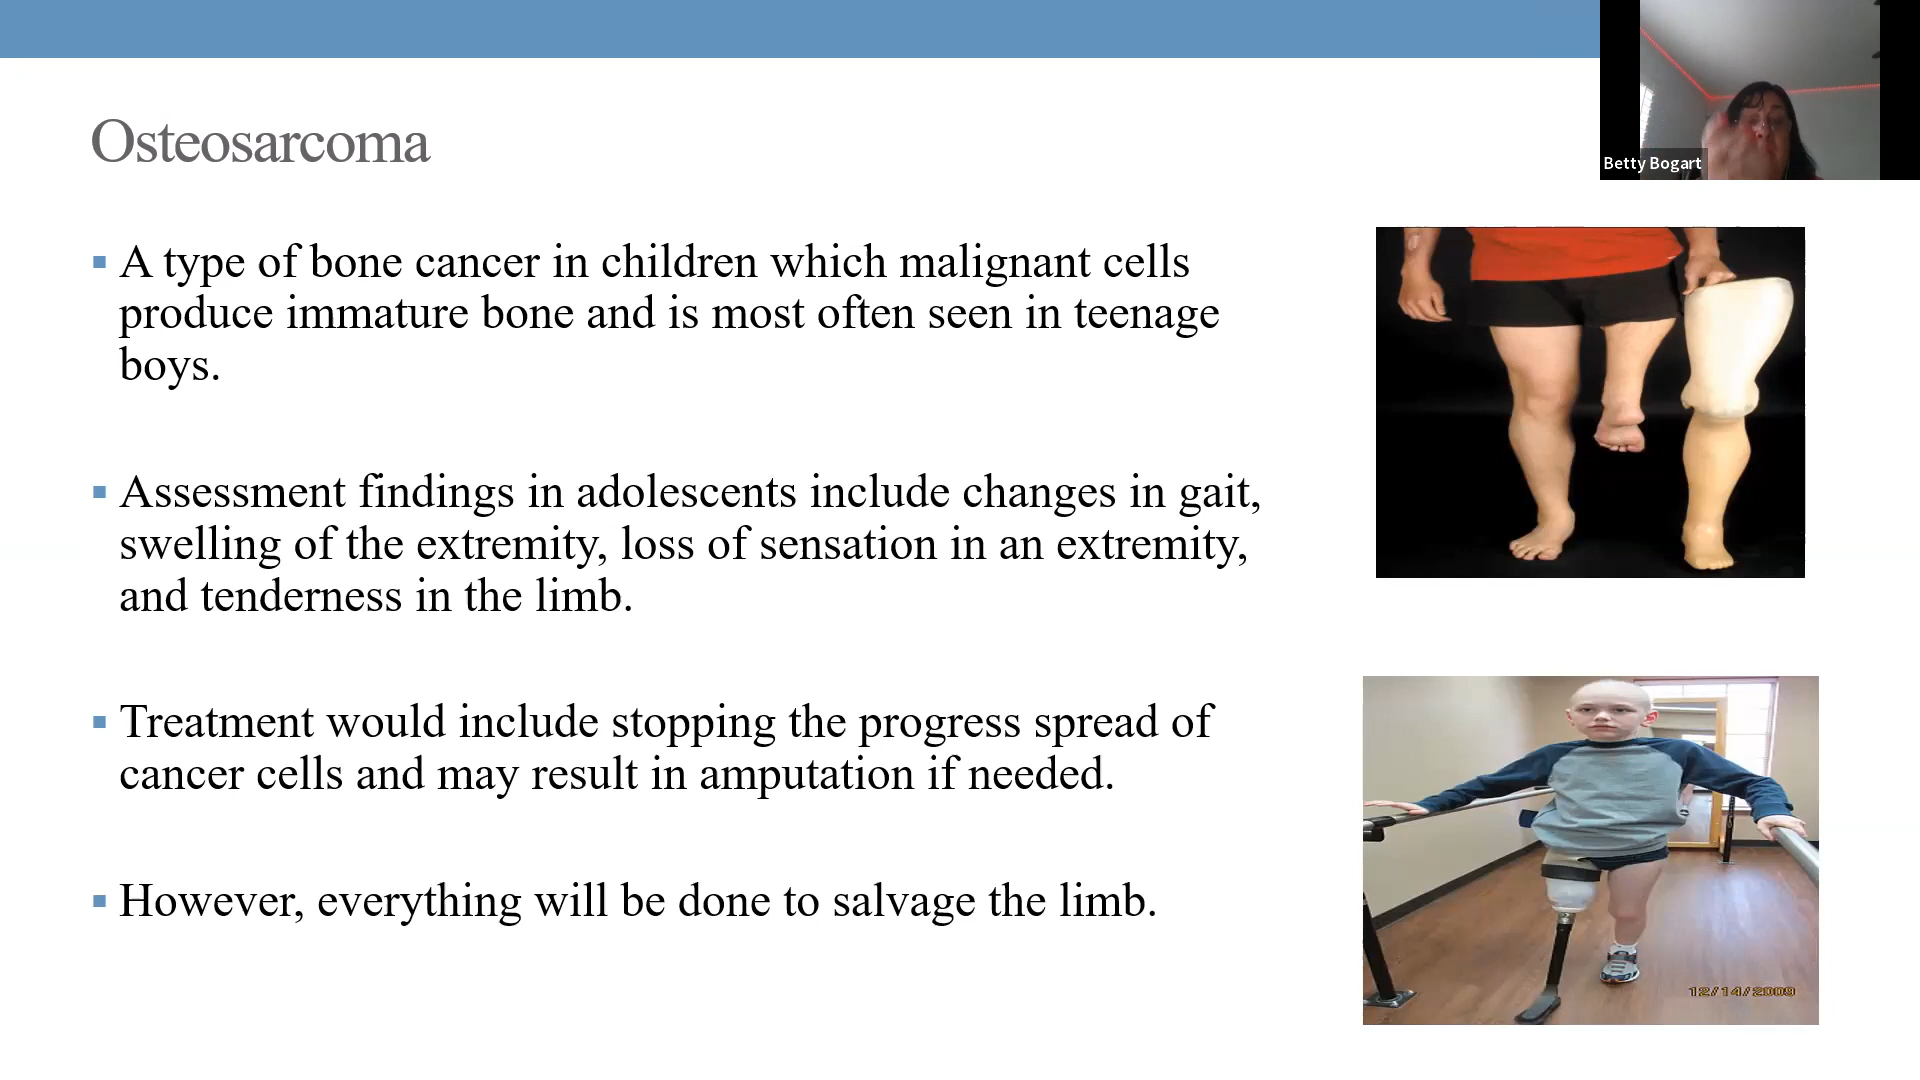 Betty Bogart
Osteosarcoma
▪ A type of bone cancer in children which malignant cells
produce immature bone and is most often seen in teenage
boys.
▪ Assessment findings in adolescents include changes in gait,
swelling of the extremity, loss of sensation in an extremity,
and tenderness in the limb.
▪ Treatment would include stopping the progress spread of
cancer cells and may result in amputation if needed.
▪ However, everything will be done to salvage the limb.
12/14/2009